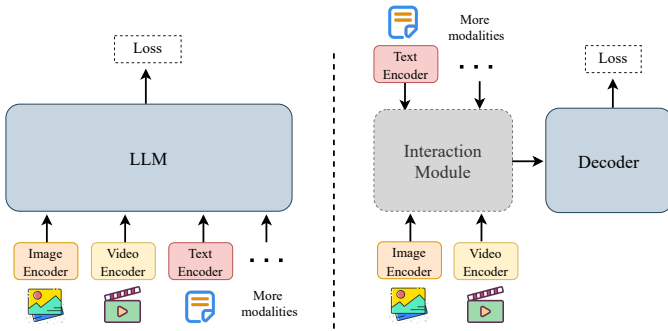 Loss
LLM
Image
Encoder
Video
Encoder
Text
Encoder
. . .
More
modalities
More
modalities
Text
Encoder
. . .
Loss
Interaction
Module
Decoder
Image
Encoder
Video
Encoder